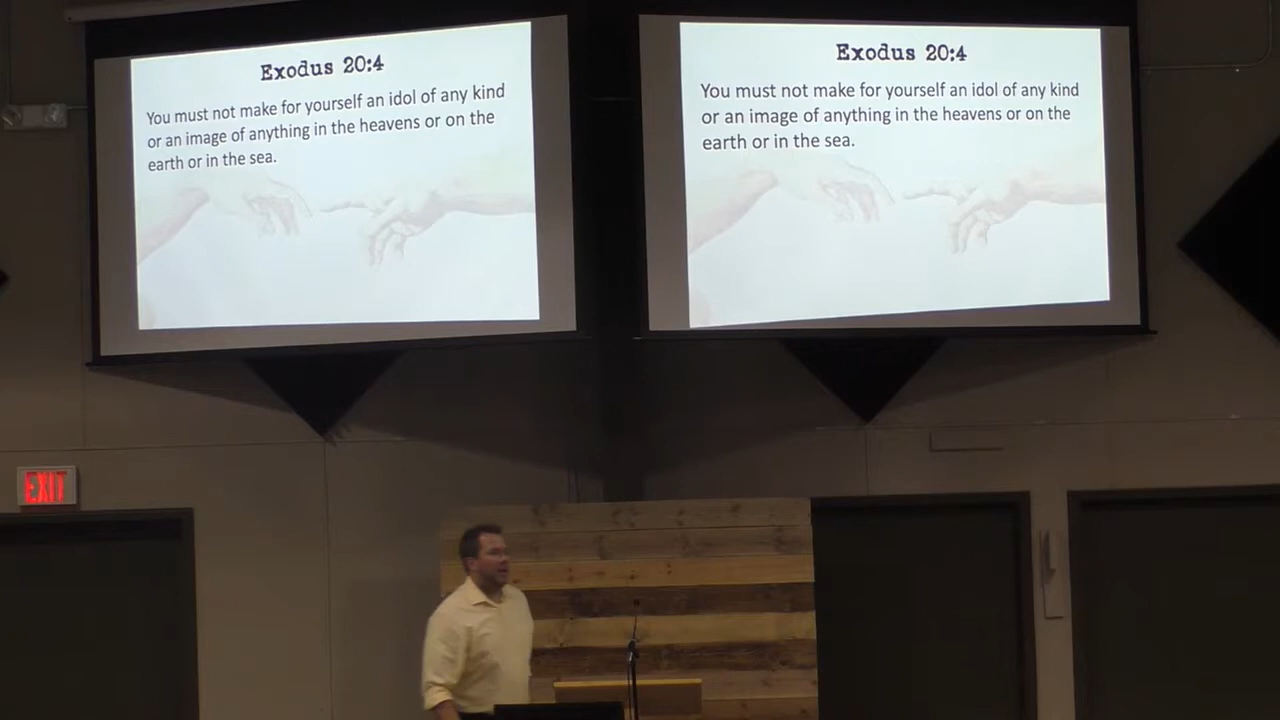 Exodus 20:4
You must not make for yourself an idol of any kind
or an image of anything in the heavens or on the
earth or in the sea.
Exodus 20:4
You must not make for yourself an idol of any kind
or an image of anything in the heavens or on the
earth or in the sea.
EXIT